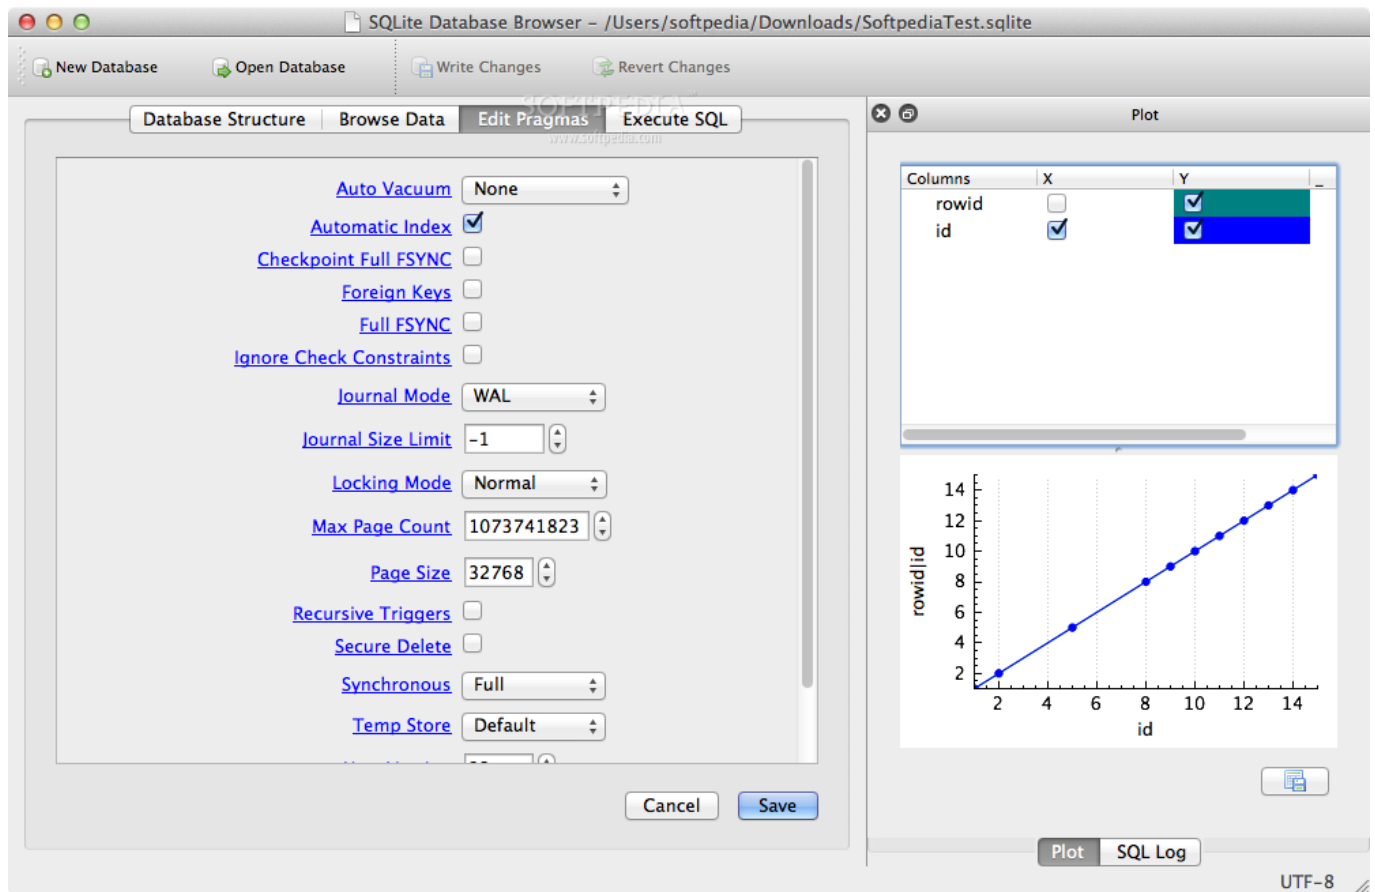 SQLite Database Browser – /Users/softpedia/Downloads/SoftpediaTest.sqlite
New Database
Open Database
Write Changes
Revert Changes
SOFTPEDIA
www.softpedia.com
Database Structure
Browse Data
Edit Pragmas
Execute SQL
Auto Vacuum
None
Automatic Index
Checkpoint Full FSYNC
Foreign Keys
Full FSYNC
Ignore Check Constraints
Journal Mode
WAL
Journal Size Limit
-1
Locking Mode
Normal
Max Page Count
1073741823
Page Size
32768
Recursive Triggers
Secure Delete
Synchronous
Full
Temp Store
Default
Cancel
Save
Plot
Columns
X
Y
rowid
id
14
12
10
8
6
4
2
rowid|id
2
4
6
8
10
12
14
id
Plot
SQL Log
UTF-8